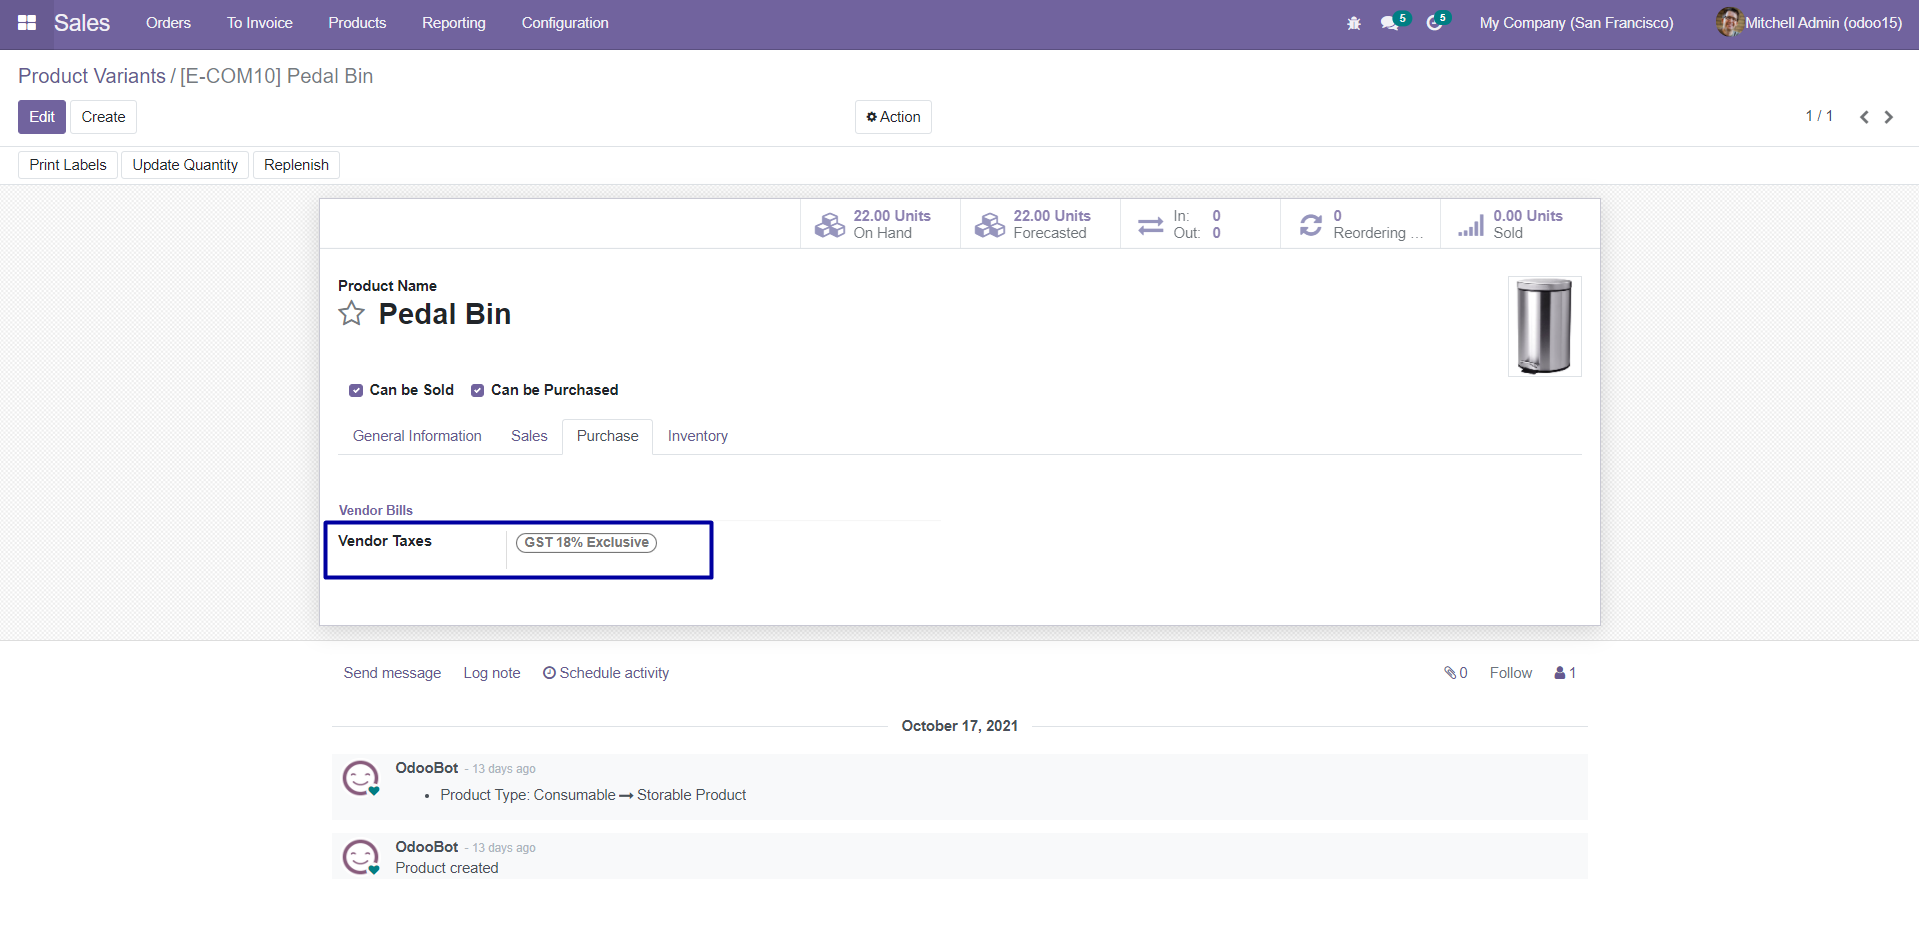 Sales Orders To Invoice Products Reporting Configuration 5 5 My Company (San Francisco) Mitchell Admin (odoo15)
Product Variants / [E-COM10] Pedal Bin
Edit Create Action 1 / 1
Print Labels Update Quantity Replenish
22.00 Units 22.00 Units In: 0 0 0.00 Units
On Hand Forecasted Out: 0 Reordering ... Sold
Product Name
Pedal Bin
Can be Sold Can be Purchased
General Information Sales Purchase Inventory
Vendor Bills
Vendor Taxes GST 18% Exclusive
Send message Log note Schedule activity 0 Follow 1
October 17, 2021
OdooBot - 13 days ago
• Product Type: Consumable → Storable Product
OdooBot - 13 days ago
Product created